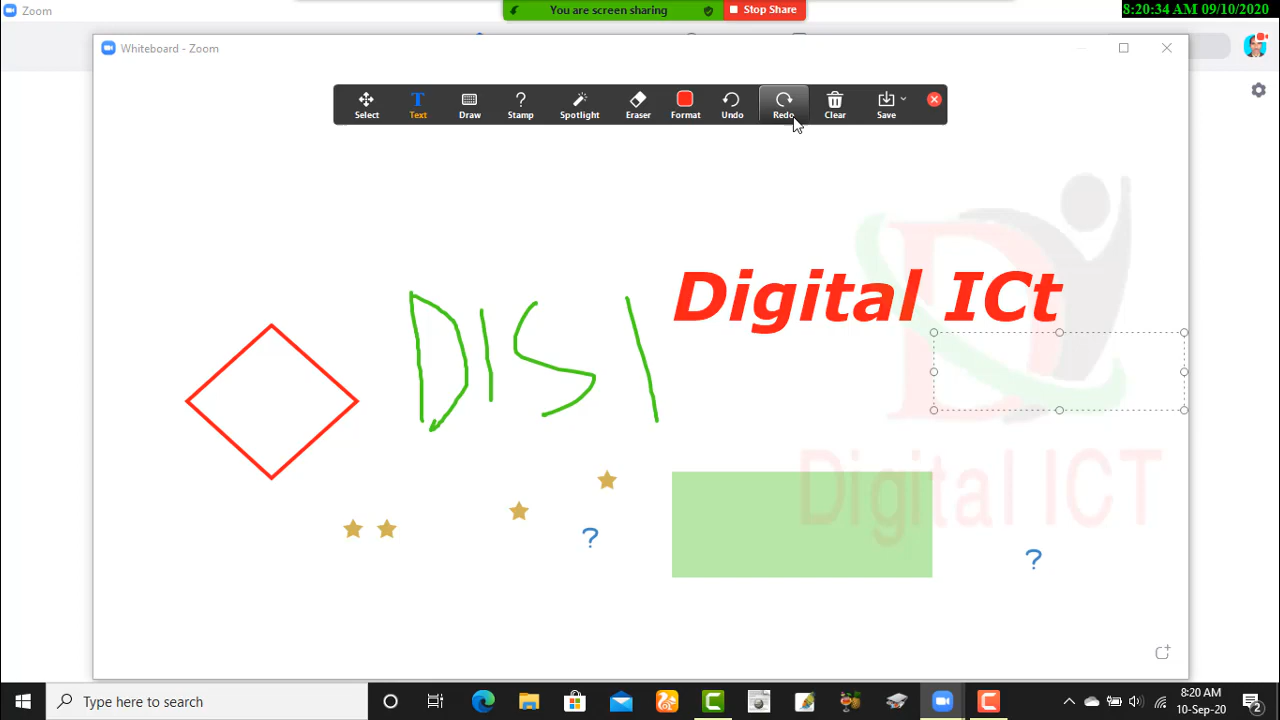 Zoom
You are screen sharing
Stop Share
8:20:34 AM 09/10/2020
Whiteboard - Zoom
Select
Text
Draw
Stamp
Spotlight
Eraser
Format
Undo
Redo
Clear
Save
Digital ICt
DISI
Digital ICT
?
?
Type here to search
8:20 AM
10-Sep-20
2